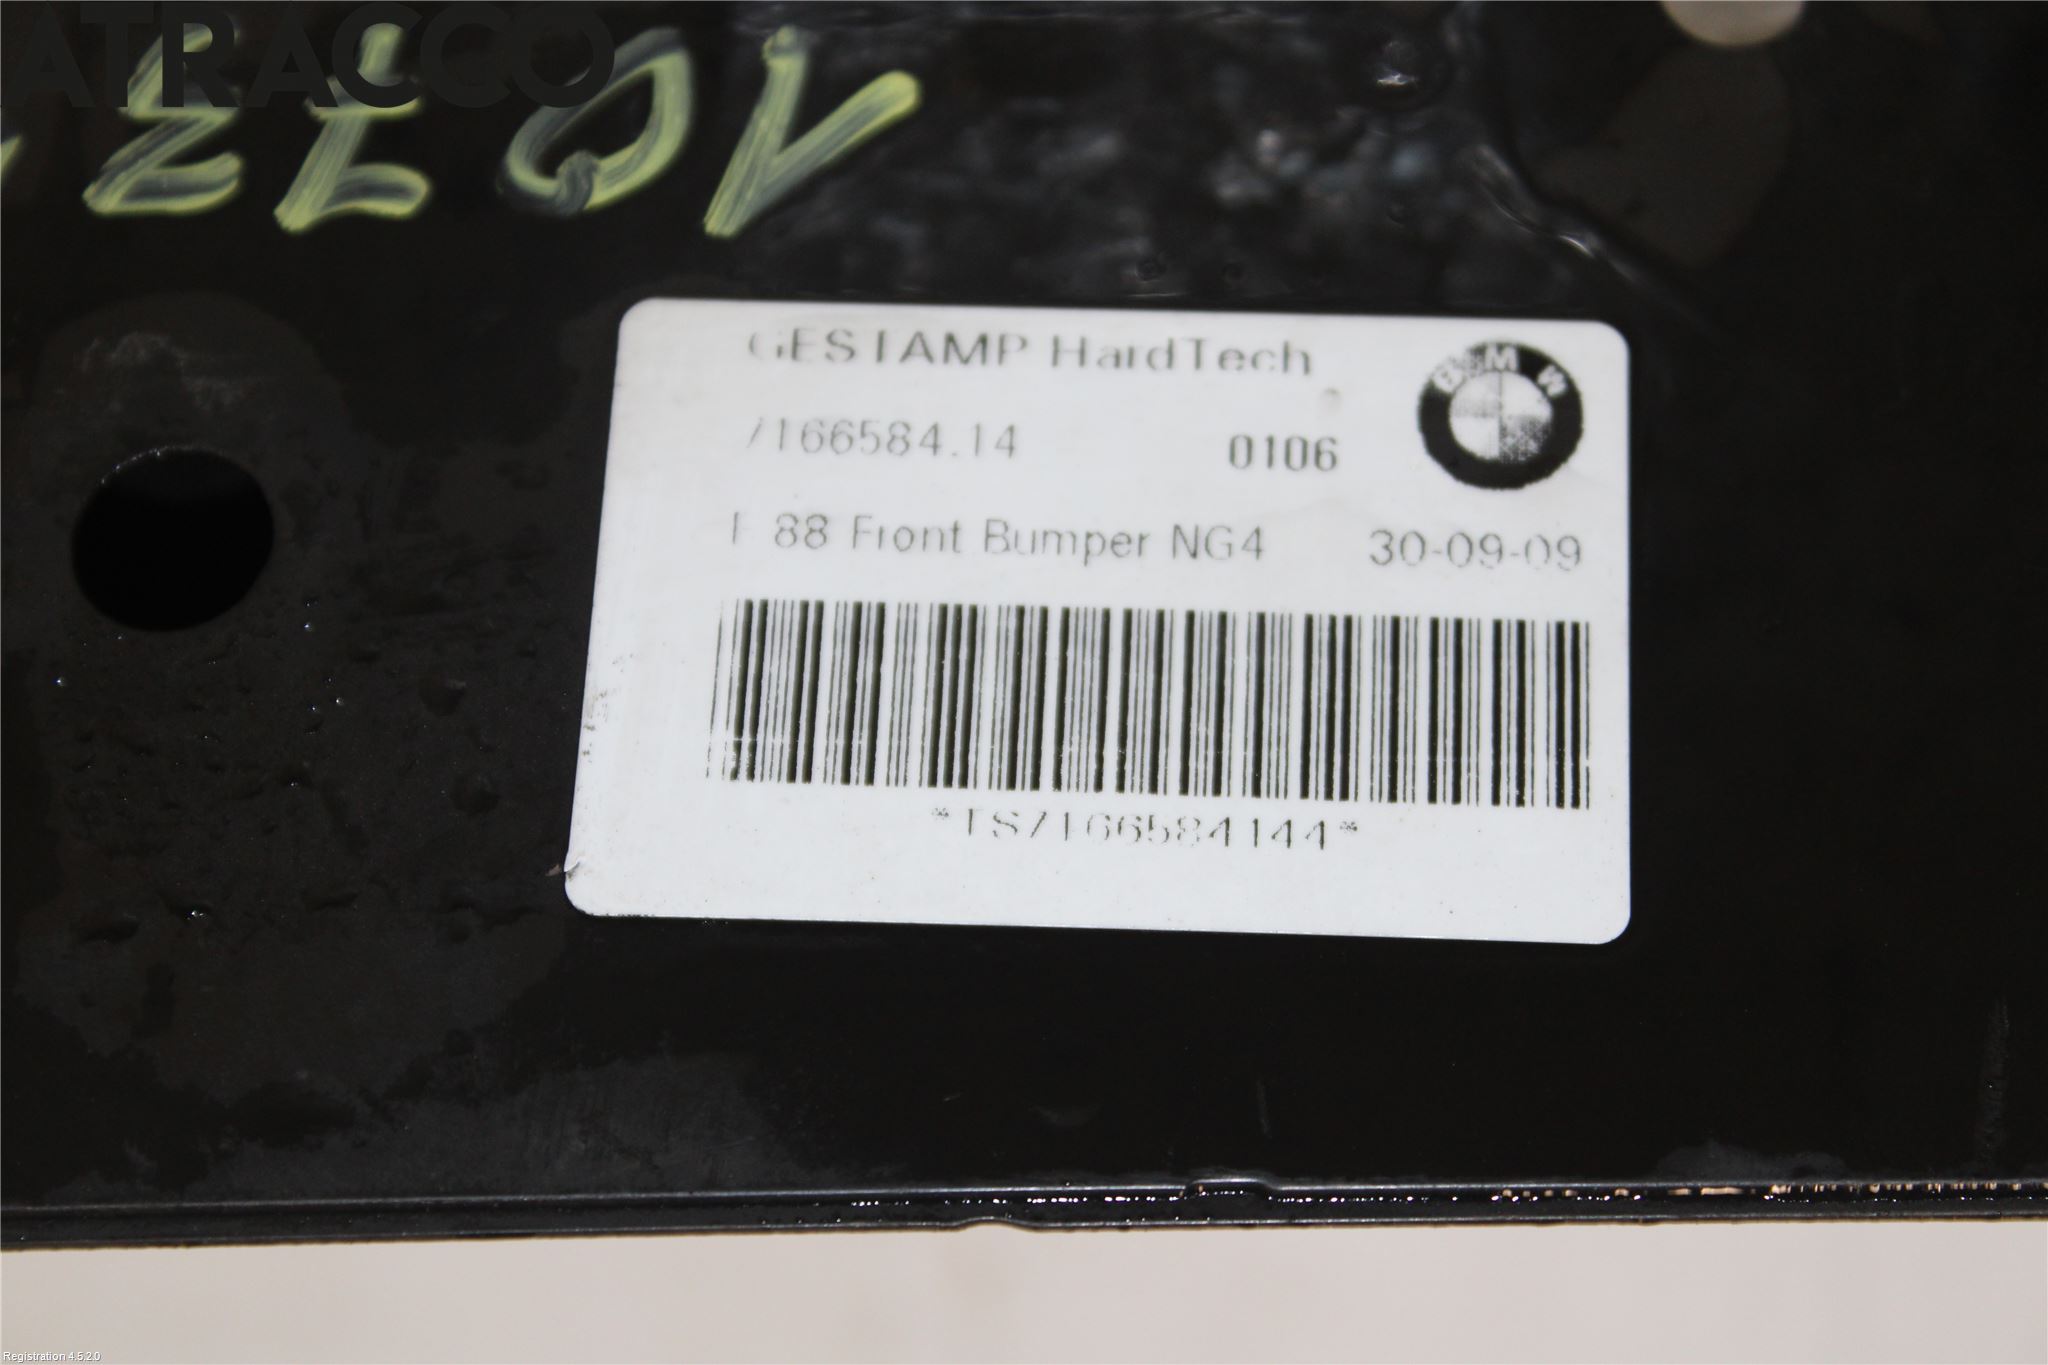 ATRACCO
GESTAMP HardTech
BMW
7166584.14 0106
88 Front Bumper NG4 30-09-09
*TS7166584144*
Registration 4.5.2.0